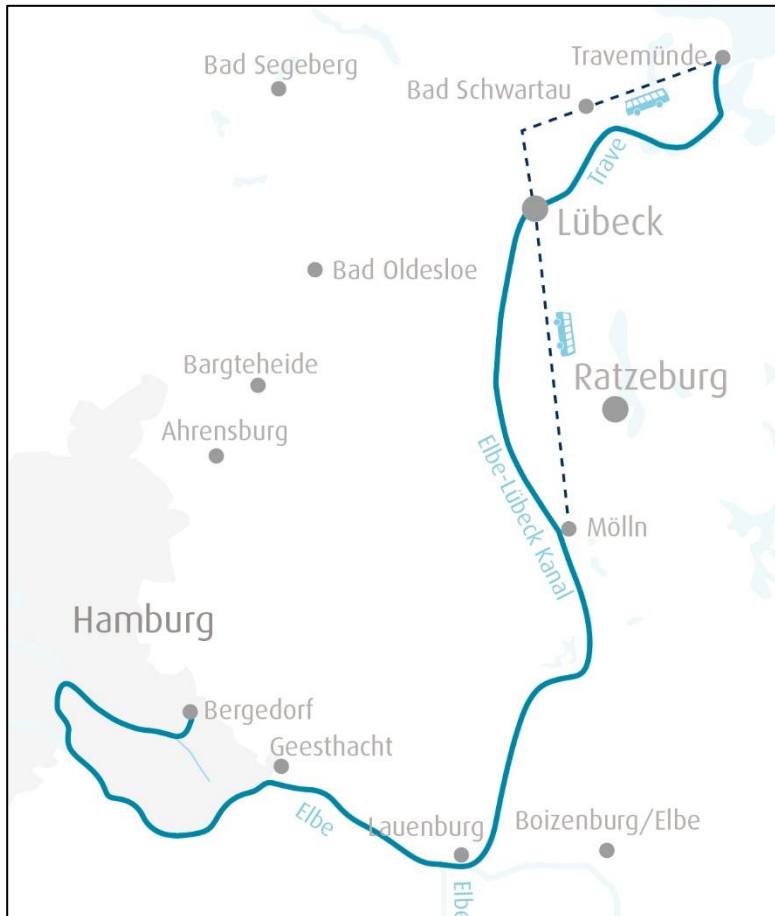 Travemünde
Bad Segeberg
Bad Schwartau
Trave
Lübeck
Bad Oldesloe
Bargteheide
Ratzeburg
Ahrensburg
Elbe-Lübeck Kanal
Mölln
Hamburg
Bergedorf
Geesthacht
Elbe
Lauenburg
Boizenburg/Elbe
Elbe